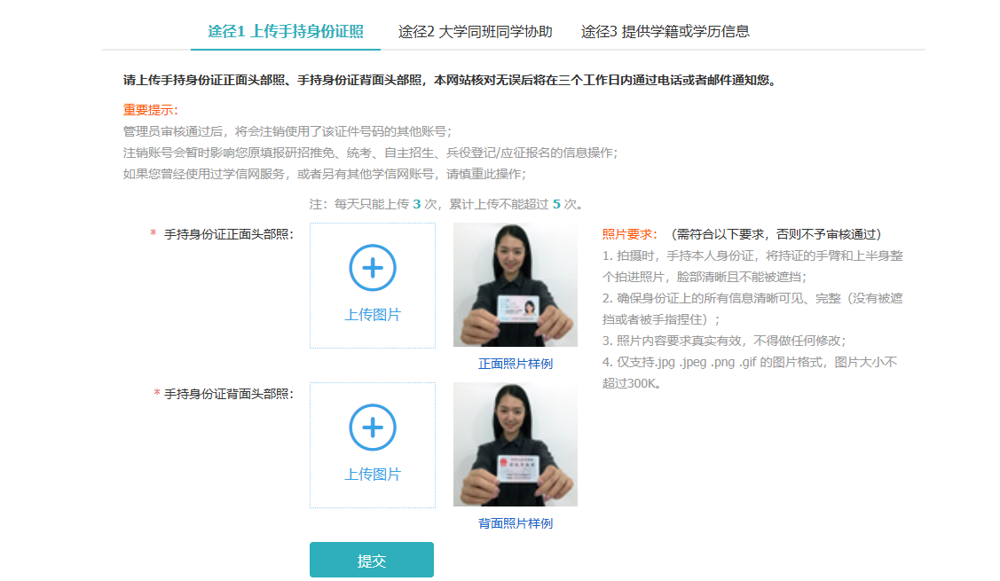 途径1 上传手持身份证照 途径2 大学同班同学协助 途径3 提供学籍或学历信息
请上传手持身份证正面头部照、手持身份证背面头部照，本网站核对无误后将在三个工作日内通过电话或者邮件通知您。
重要提示：
管理员审核通过后，将会注销使用了该证件号码的其他账号；
注销账号会暂时影响您原填报研招推免、统考、自主招生、兵役登记/应征报名的信息操作；
如果您曾经使用过学信网服务，或者另有其他学信网账号，请慎重此操作；
注：每天只能上传 3 次，累计上传不能超过 5 次。
* 手持身份证正面头部照：
上传图片
正面照片样例
照片要求：（需符合以下要求，否则不予审核通过）
1. 拍摄时，手持本人身份证，将持证的手臂和上半身整
个拍进照片，脸部清晰且不能被遮挡；
2. 确保身份证上的所有信息清晰可见、完整（没有被遮
挡或者被手指捏住）；
3. 照片内容要求真实有效，不得做任何修改；
4. 仅支持.jpg .jpeg .png .gif 的图片格式，图片大小不
超过300K。
* 手持身份证背面头部照：
上传图片
背面照片样例
提交